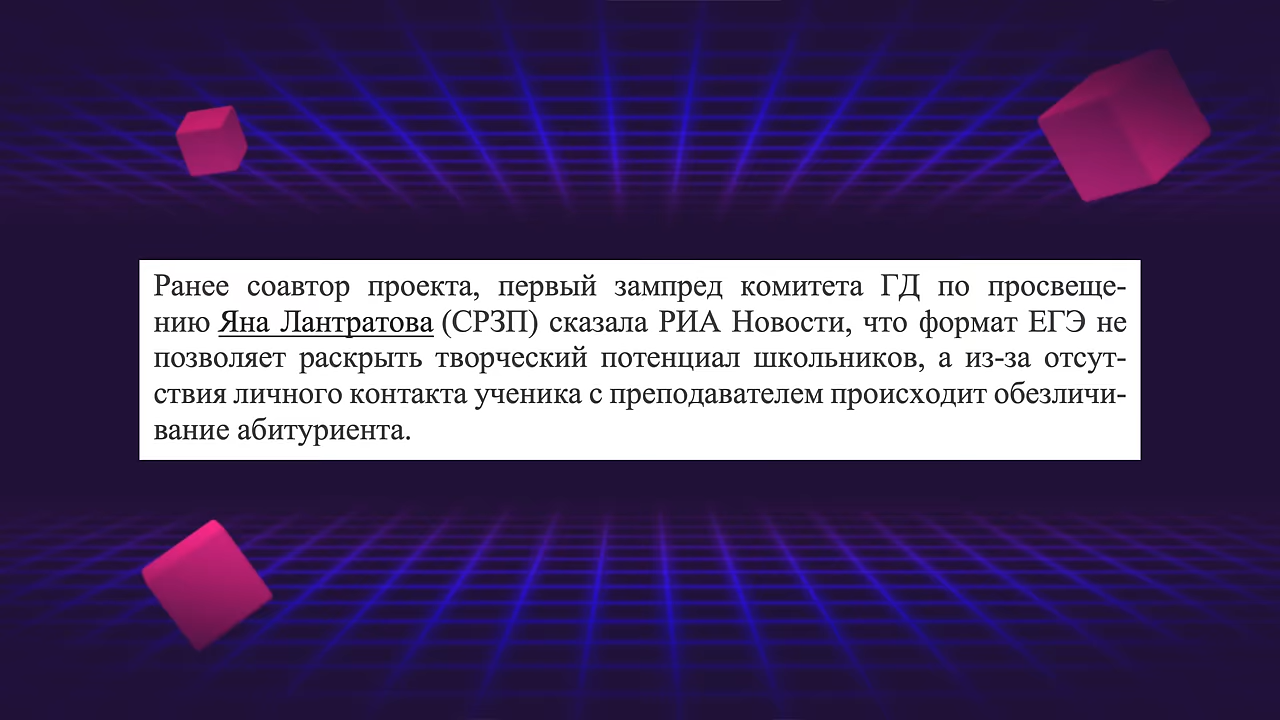 Ранее соавтор проекта, первый зампред комитета ГД по просвеще-
нию Яна Лантратова (СРЗП) сказала РИА Новости, что формат ЕГЭ не
позволяет раскрыть творческий потенциал школьников, а из-за отсут-
ствия личного контакта ученика с преподавателем происходит обезличи-
вание абитуриента.